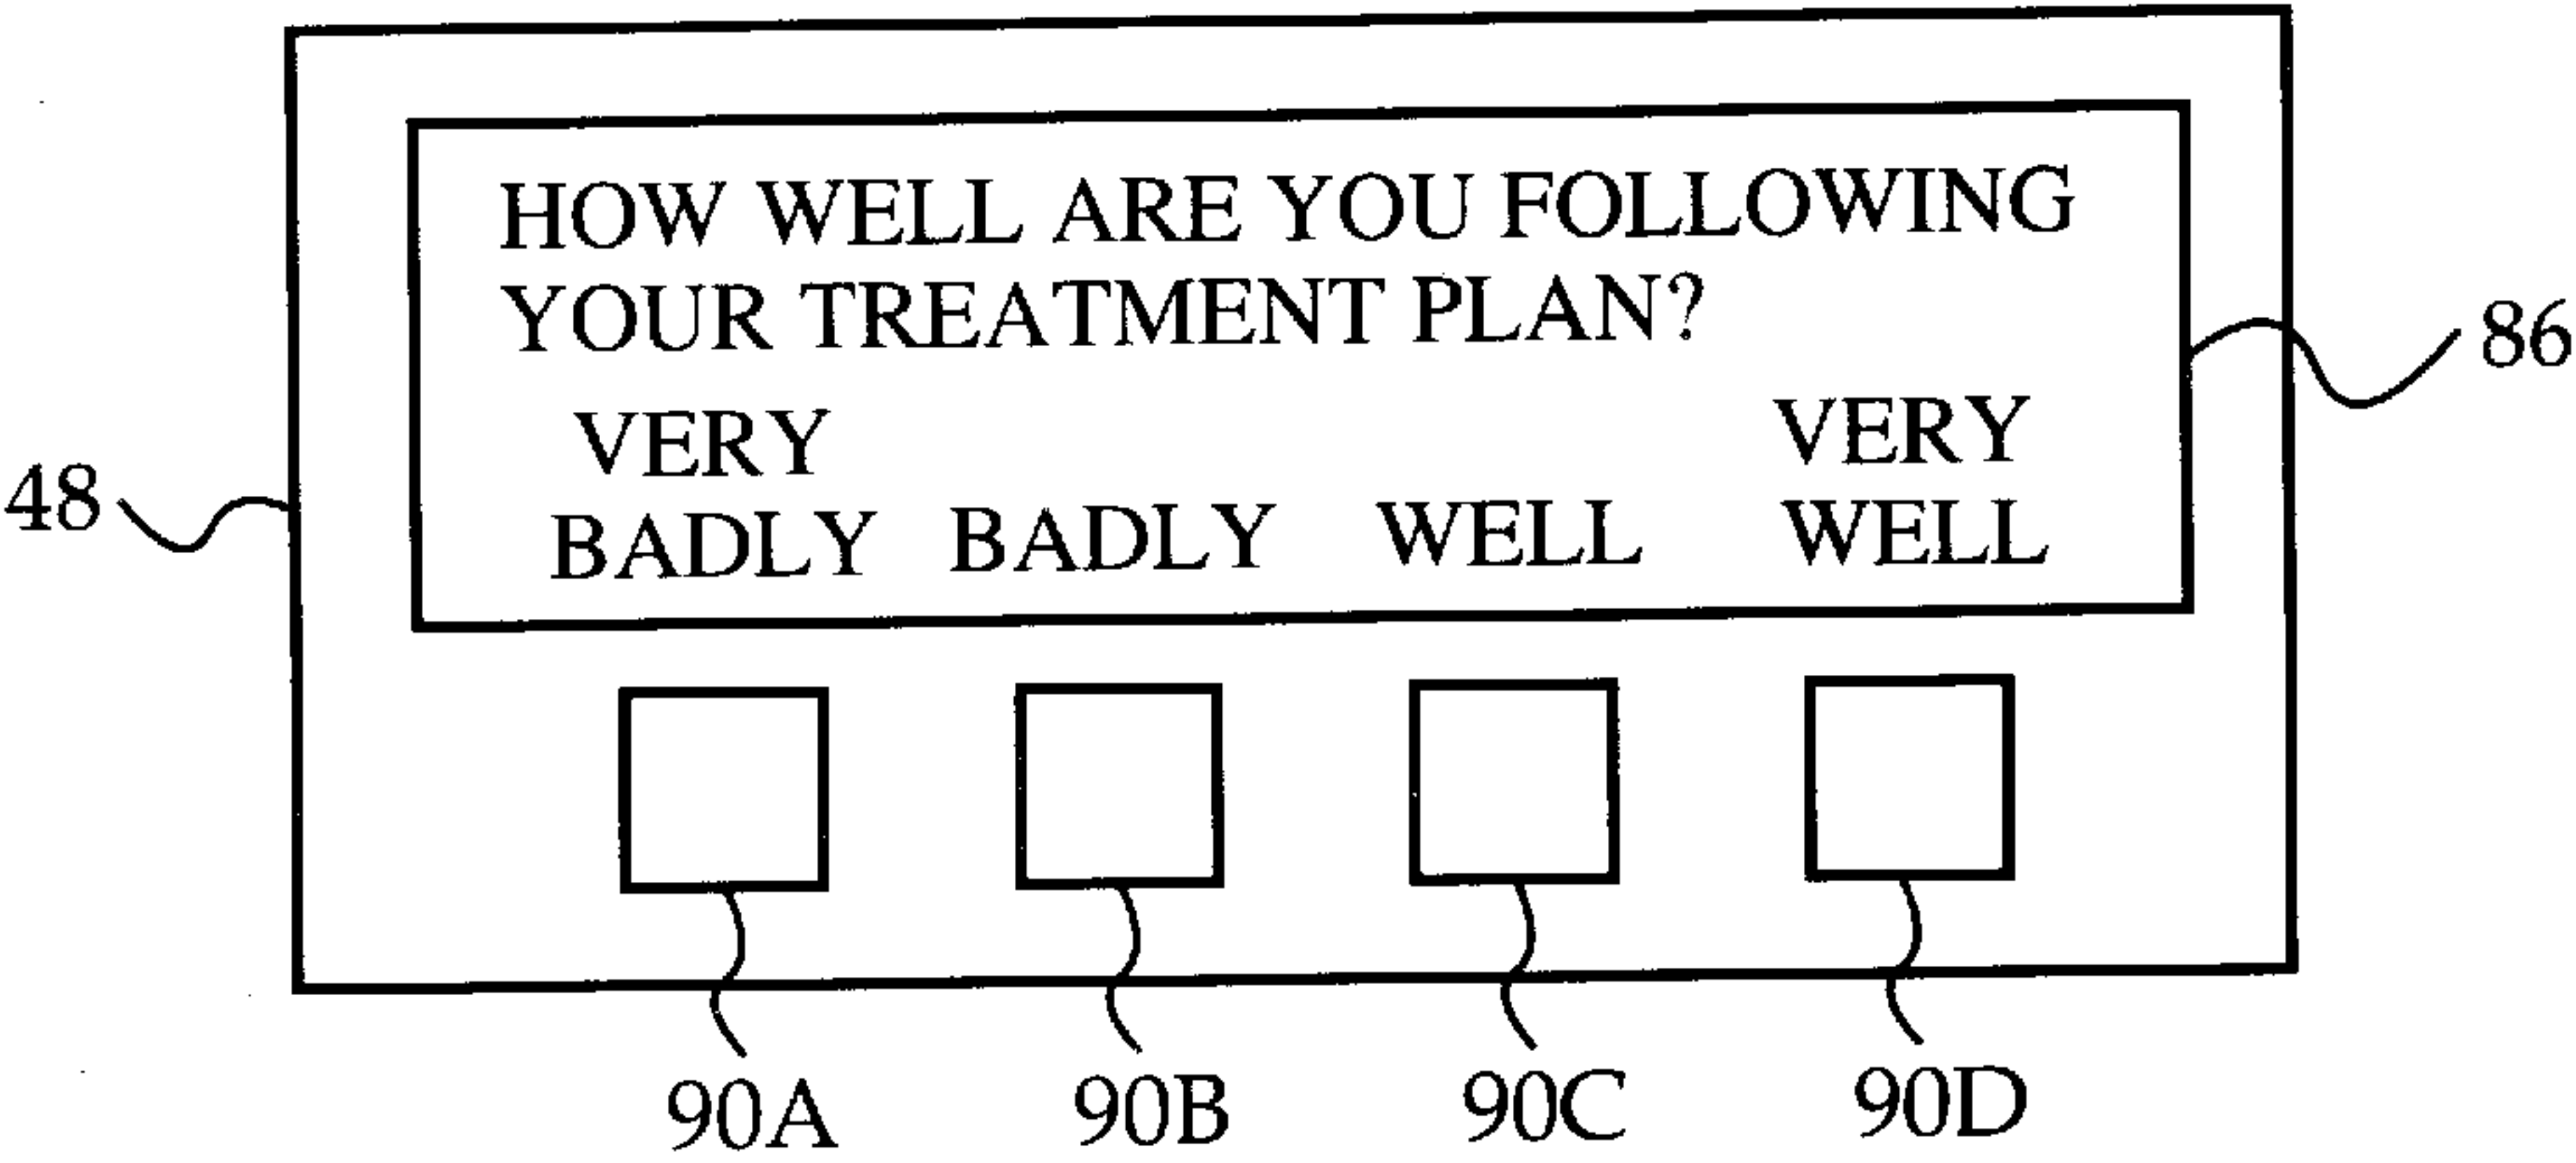 HOW WELL ARE YOU FOLLOWING
YOUR TREATMENT PLAN?
VERY VERY
BADLY BADLY WELL WELL
86
48
90A 90B 90C 90D